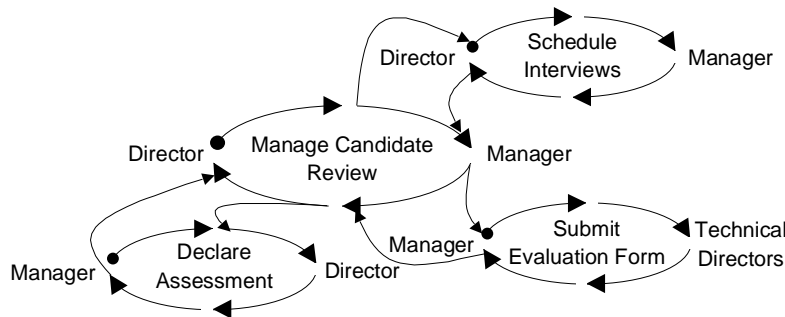 Schedule
Interviews
Director
Manager
Manage Candidate
Review
Director
Manager
Submit
Evaluation Form
Manager
Technical
Directors
Declare
Assessment
Manager
Director